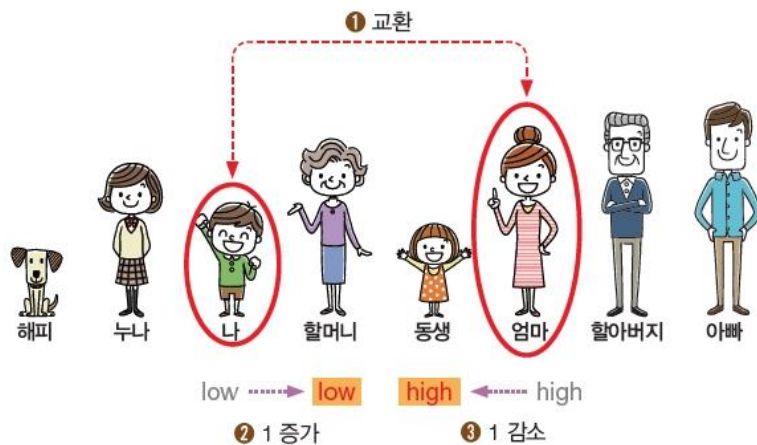 ❶ 교환
해피 누나 나 할머니 동생 엄마 할아버지 아빠
low low high high
❷ 1 증가 ❸ 1 감소